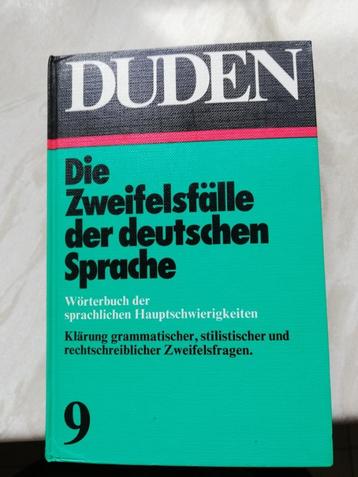 DUDEN
Die
Zweifelsfälle
der deutschen
Sprache
Wörterbuch der
sprachlichen Hauptschwierigkeiten
Klärung grammatischer, stilistischer und
rechtschreiblicher Zweifelsfragen.
9